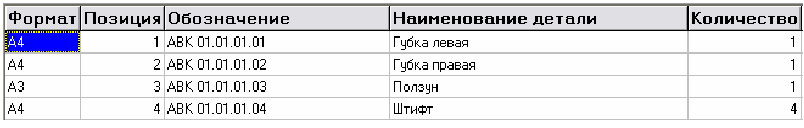 Формат Позиция Обозначение Наименование детали Количество
А4 1 АВК 01.01.01.01 Губка левая 1
А4 2 АВК 01.01.01.02 Губка правая 1
А3 3 АВК 01.01.01.03 Ползун 1
А4 4 АВК 01.01.01.04 Штифт 4